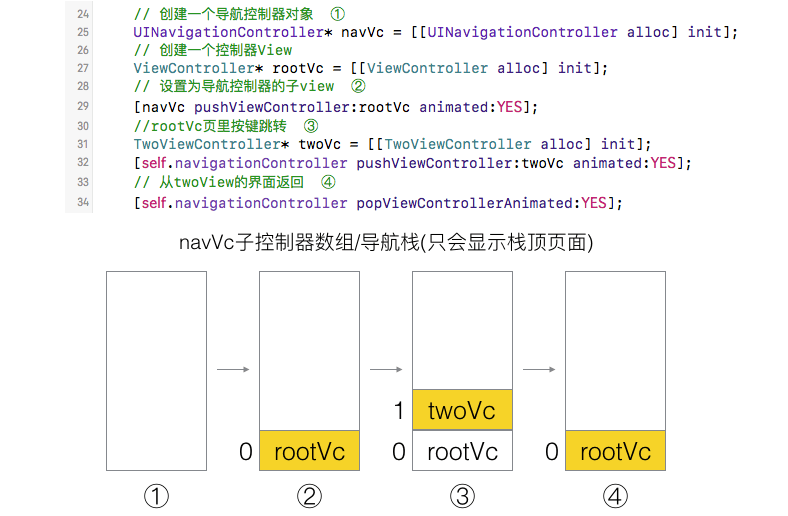 24 // 创建一个导航控制器对象 ①
25 UINavigationController* navVc = [[UINavigationController alloc] init];
26 // 创建一个控制器View
27 ViewController* rootVc = [[ViewController alloc] init];
28 // 设置为导航控制器的子view ②
29 [navVc pushViewController:rootVc animated:YES];
30 //rootVc页里按键跳转 ③
31 TwoViewController* twoVc = [[TwoViewController alloc] init];
32 [self.navigationController pushViewController:twoVc animated:YES];
33 // 从twoView的界面返回 ④
34 [self.navigationController popViewControllerAnimated:YES];
navVc子控制器数组/导航栈(只会显示栈顶页面)
1 twoVc
0 rootVc 0 rootVc 0 rootVc
① ② ③ ④